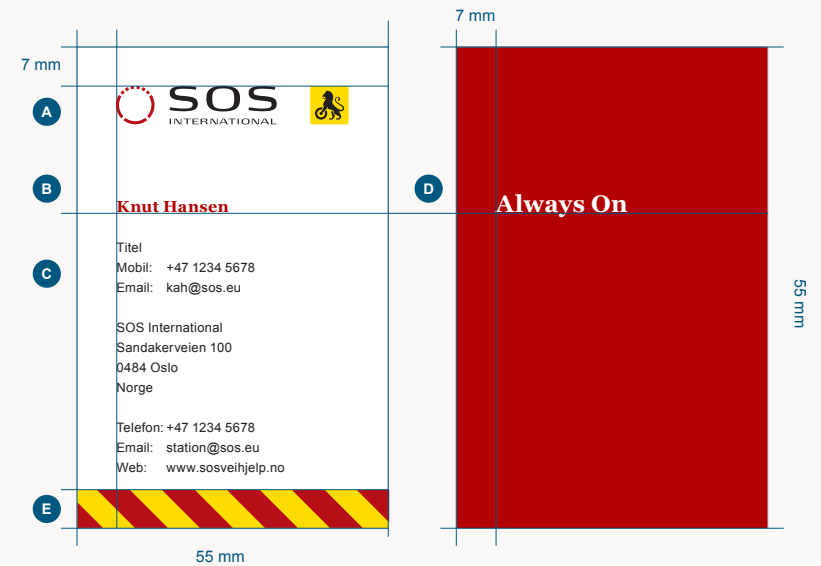 7 mm
7 mm
A
SOS
INTERNATIONAL
B
Knut Hansen
D
Always On
C
Titel
Mobil: +47 1234 5678
Email: kah@sos.eu
SOS International
Sandakerveien 100
0484 Oslo
Norge
Telefon: +47 1234 5678
Email: station@sos.eu
Web: www.sosveihjelp.no
E
55 mm
55 mm